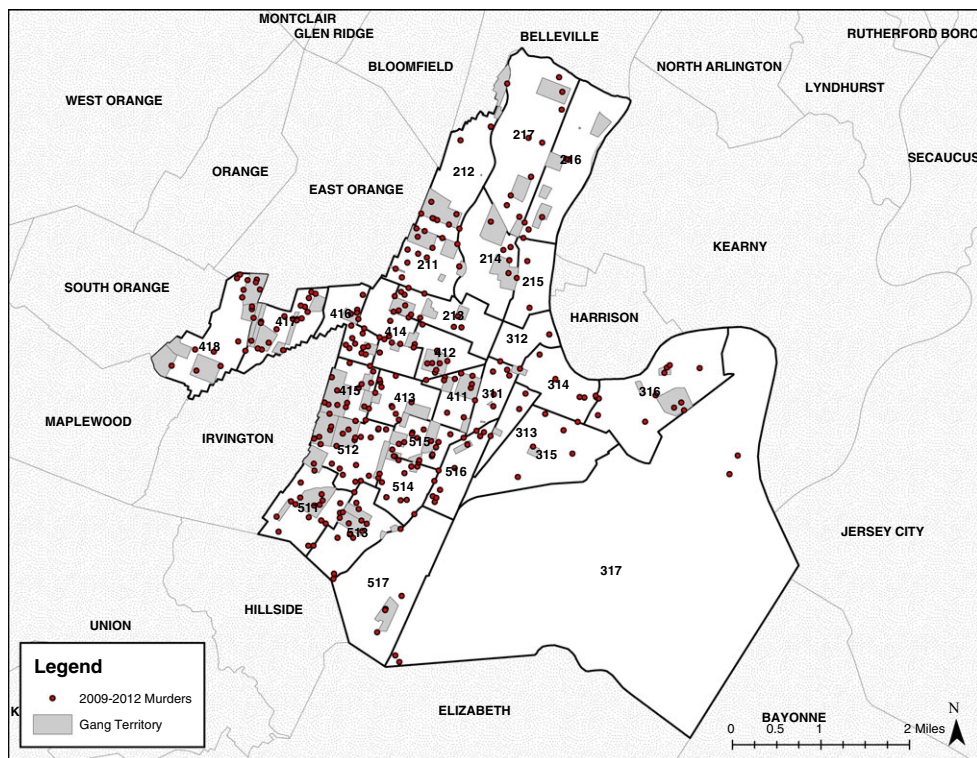 MONTCLAIR
GLEN RIDGE
BELLEVILLE
RUTHERFORD BORO
BLOOMFIELD
NORTH ARLINGTON
LYNDHURST
WEST ORANGE
217
216
SECAUCUS
212
ORANGE
EAST ORANGE
KEARNY
214
211
215
SOUTH ORANGE
HARRISON
416
213
417
414
312
418
412
314
415
413
411
311
316
MAPLEWOOD
IRVINGTON
313
515
512
315
516
514
511
513
JERSEY CITY
317
517
HILLSIDE
UNION
Legend
2009-2012 Murders
Gang Territory
K
ELIZABETH
BAYONNE
N
0 0.5 1 2 Miles